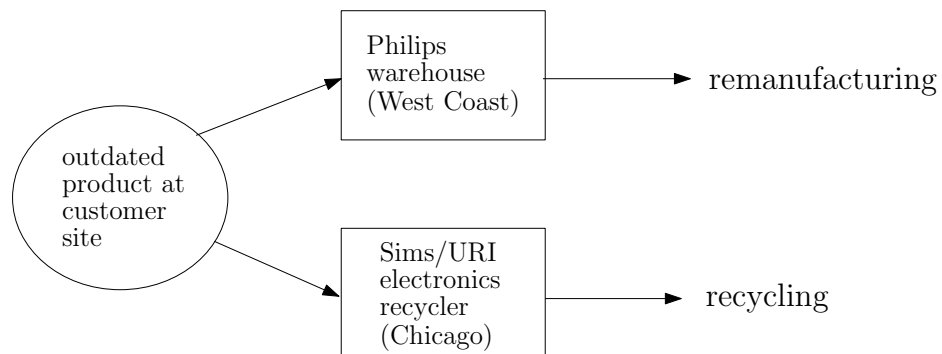 outdated
product at
customer
site
Philips
warehouse
(West Coast)
remanufacturing
Sims/URI
electronics
recycler
(Chicago)
recycling